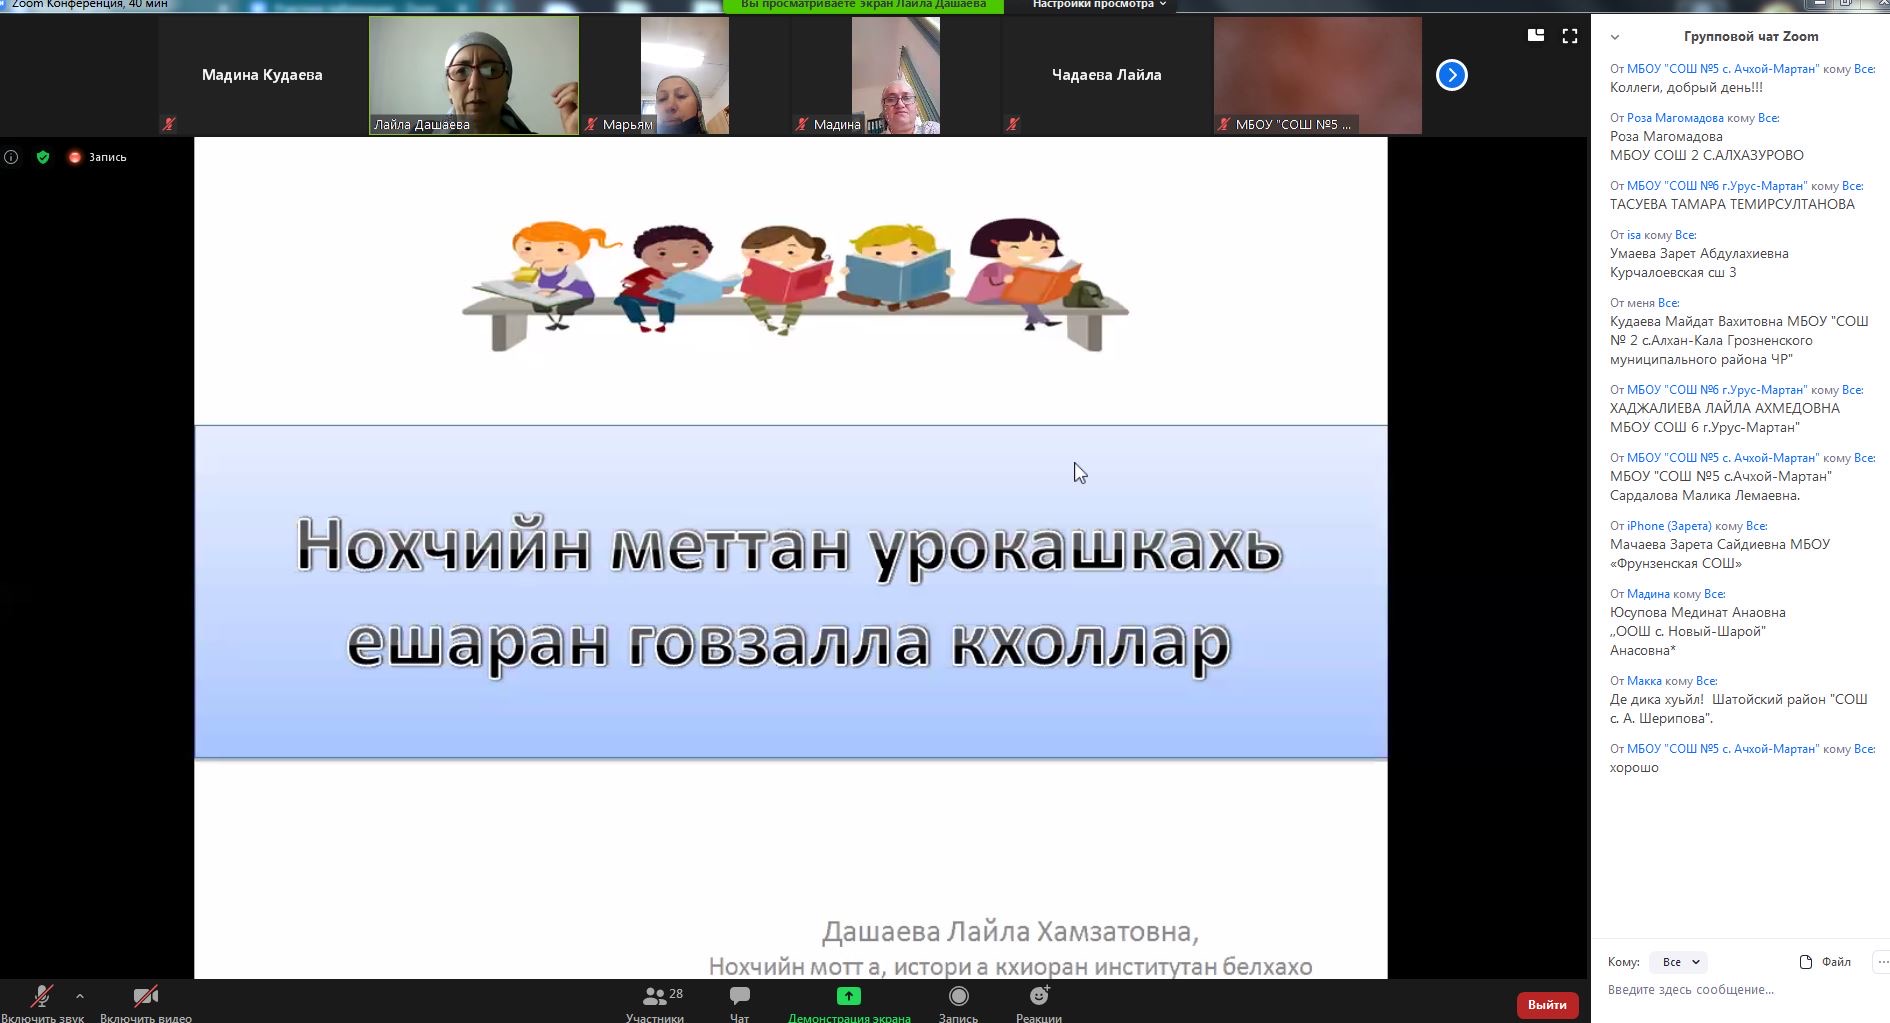 Zoom Конференция, 40 мин
Вы просматриваете экран Лайла Дашаева
Настройки просмотра
Мадина Кудаева
Лайла Дашаева
Марьям
Мадина
Чадаева Лайла
МБОУ "СОШ №5 ...
Запись
Нохчийн меттан урокашкахь
ешаран говзалла кхоллар
Дашаева Лайла Хамзатовна,
Нохчийн мотт а, истори а кхиоран институтан белхахо
Групповой чат Zoom
От МБОУ "СОШ №5 с. Ачхой-Мартан" кому Все:
Коллеги, добрый день!!!
От Роза Магомадова кому Все:
Роза Магомадова
МБОУ СОШ 2 С.АЛХАЗУРОВО
От МБОУ "СОШ №6 г.Урус-Мартан" кому Все:
ТАСУЕВА ТАМАРА ТЕМИРСУЛТАНОВА
От isa кому Все:
Умаева Зарет Абдулахиевна
Курчалоевская сш 3
От меня Все:
Кудаева Майдат Вахитовна МБОУ "СОШ
№ 2 с.Алхан-Кала Грозненского
муниципального района ЧР"
От МБОУ "СОШ №6 г.Урус-Мартан" кому Все:
ХАДЖАЛИЕВА ЛАЙЛА АХМЕДОВНА
МБОУ СОШ 6 г.Урус-Мартан"
От МБОУ "СОШ №5 с. Ачхой-Мартан" кому Все:
МБОУ "СОШ №5 с.Ачхой-Мартан"
Сардалова Малика Лемаевна.
От iPhone (Зарета) кому Все:
Мачаева Зарета Сайдиевна МБОУ
«Фрунзенская СОШ»
От Мадина кому Все:
Юсупова Мединат Анаовна
„ООШ с. Новый-Шарой"
Анасовна*
От Макка кому Все:
Де дика хуьйл! Шатойский район "СОШ
с. А. Шерипова".
От МБОУ "СОШ №5 с. Ачхой-Мартан" кому Все:
хорошо
Кому: Все Файл ...
Введите здесь сообщение...
Включить звук
Включить видео
28
Участники
Чат
Демонстрация экрана
Запись
Реакции
Выйти